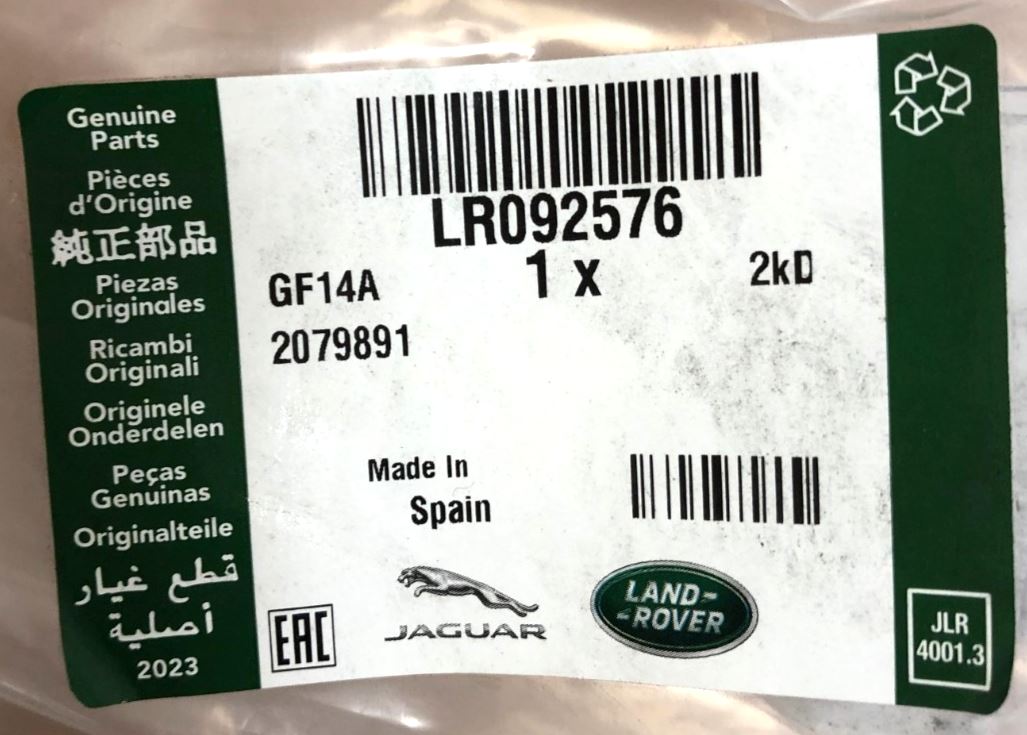 Genuine
Parts
Pièces
d'Origine
純正部品
Piezas
Originales
Ricambi
Originali
Originele
Onderdelen
Peças
Genuinas
Originalteile
قطع غيار
أصلية
2023
LR092576
GF14A 1 x 2kD
2079891
Made In
Spain
EAC
JAGUAR
LAND-
-ROVER
JLR
4001.3